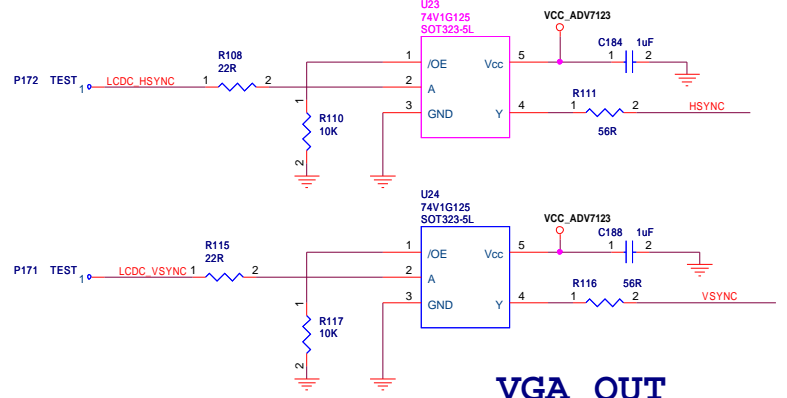 U23
74V1G125
SOT323-5L
VCC_ADV7123
R108
22R
C184 1uF
1 /OE Vcc 5
1 2
P172 TEST 1 LCDC_HSYNC 1 2
2 A
R111
1
R110
10K
2
3 GND Y 4
1 2 HSYNC
56R
U24
74V1G125
SOT323-5L
VCC_ADV7123
R115
22R
C188 1uF
1 /OE Vcc 5
1 2
P171 TEST 1 LCDC_VSYNC 1 2
2 A
R116 56R
1
R117
10K
2
3 GND Y 4
1 2 VSYNC
VGA OUT